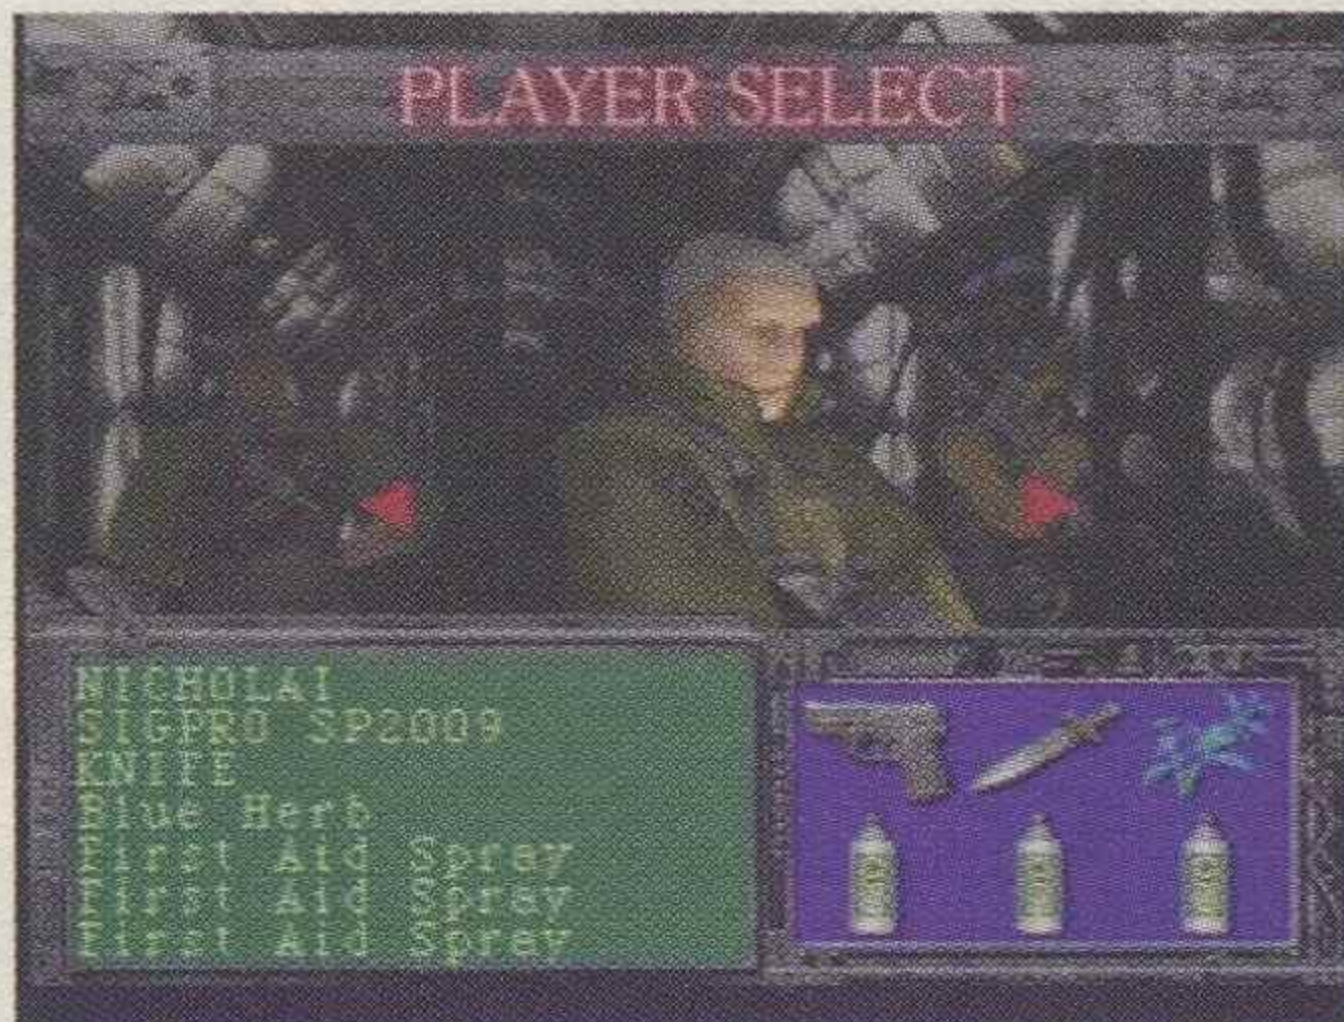 PLAYER SELECT
NICHOLAI
SIGPRO SP2009
KNIFE
Blue Herb
First Aid Spray
First Aid Spray
First Aid Spray